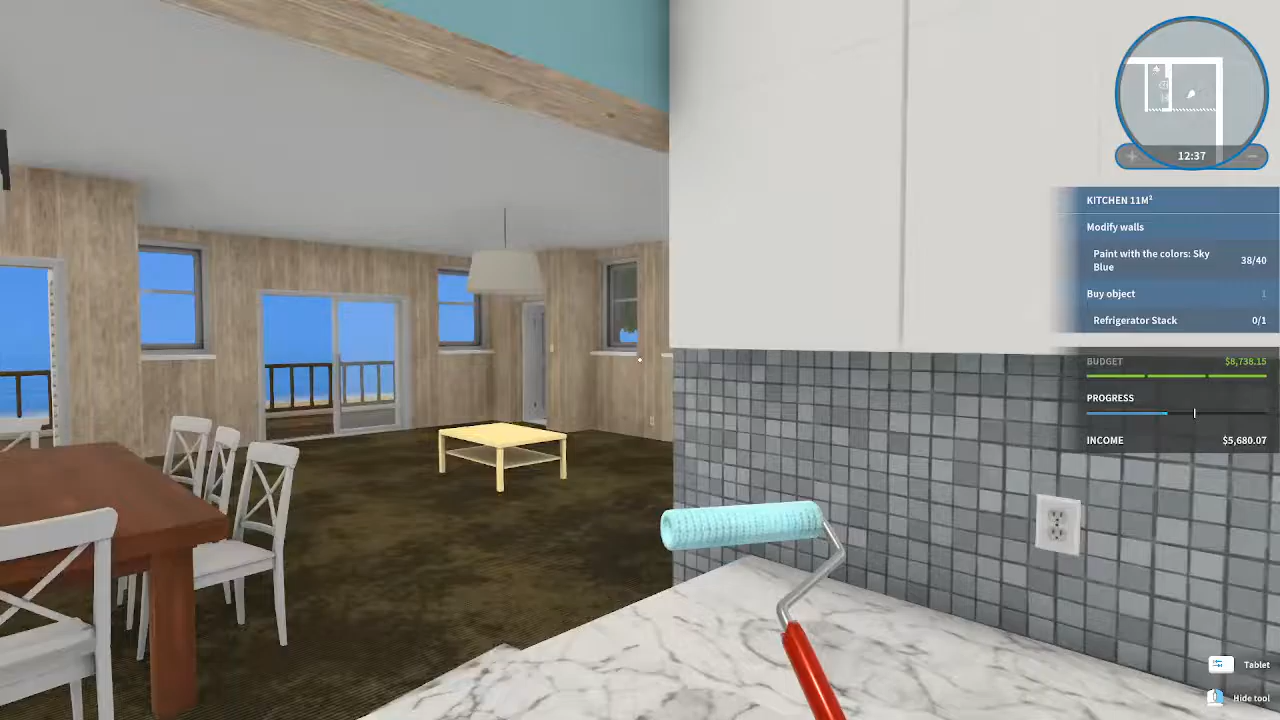 12:37
KITCHEN 11M²
Modify walls
Paint with the colors: Sky
Blue
38/40
Buy object
1
Refrigerator Stack
0/1
BUDGET
$8,738.15
PROGRESS
INCOME
$5,680.07
Tablet
Hide tool